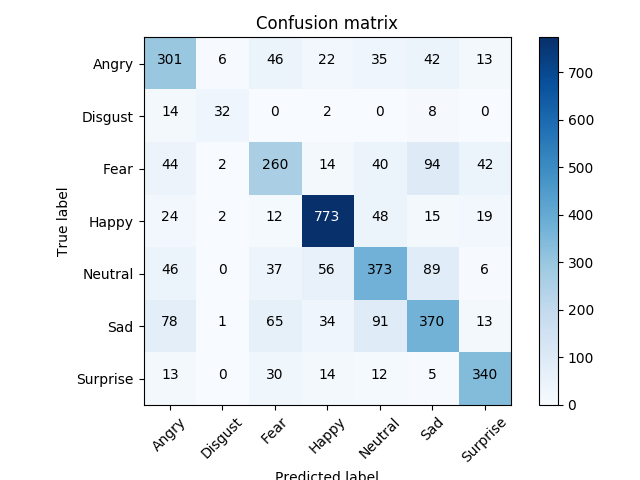 Confusion matrix
True label
Angry 301 6 46 22 35 42 13
Disgust 14 32 0 2 0 8 0
Fear 44 2 260 14 40 94 42
Happy 24 2 12 773 48 15 19
Neutral 46 0 37 56 373 89 6
Sad 78 1 65 34 91 370 13
Surprise 13 0 30 14 12 5 340
Angry Disgust Fear Happy Neutral Sad Surprise
Predicted label
700
600
500
400
300
200
100
0